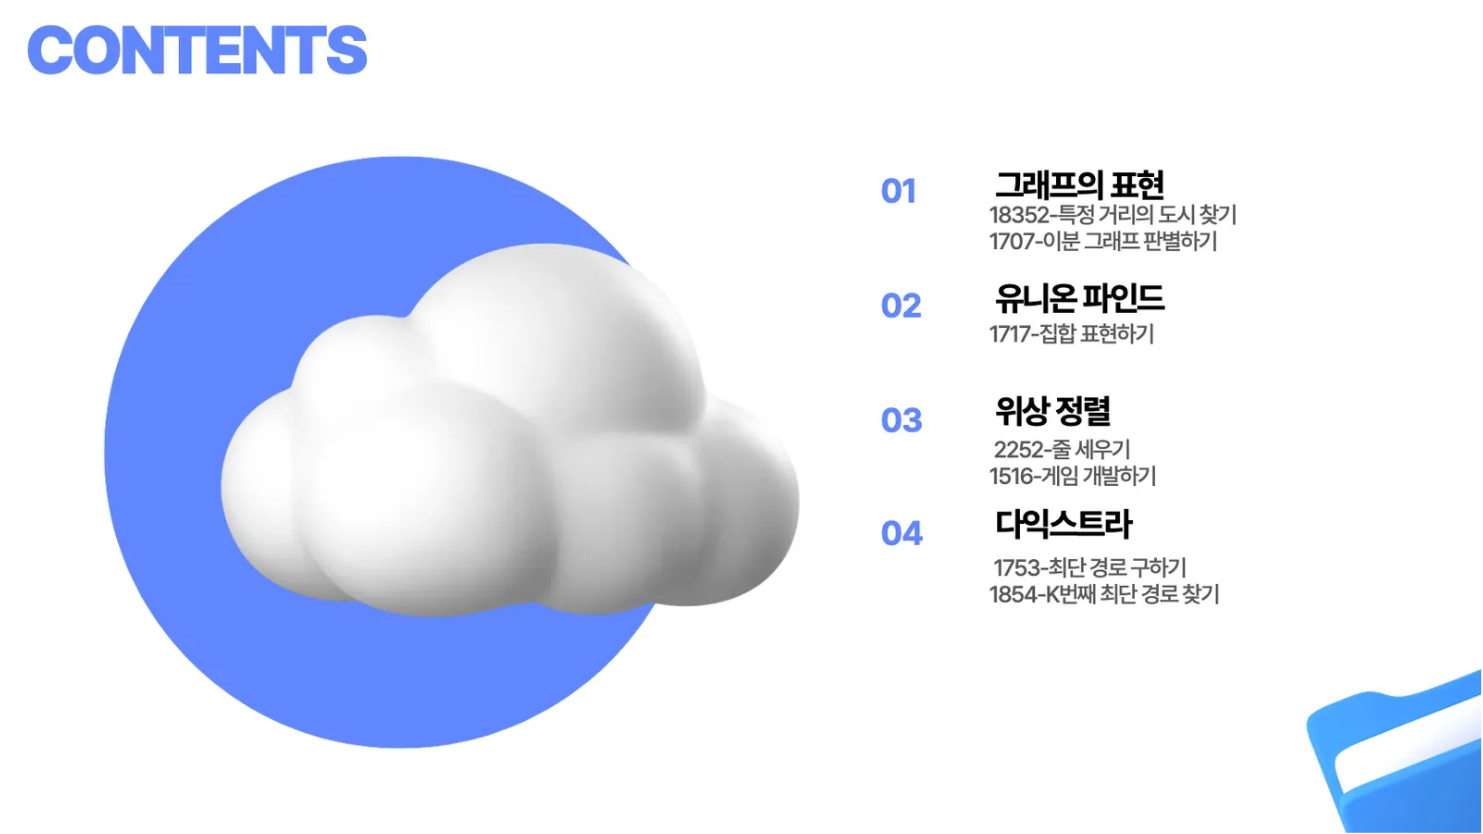 CONTENTS
01 그래프의 표현
18352-특정 거리의 도시 찾기
1707-이분 그래프 판별하기
02 유니온 파인드
1717-집합 표현하기
03 위상 정렬
2252-줄 세우기
1516-게임 개발하기
04 다익스트라
1753-최단 경로 구하기
1854-K번째 최단 경로 찾기